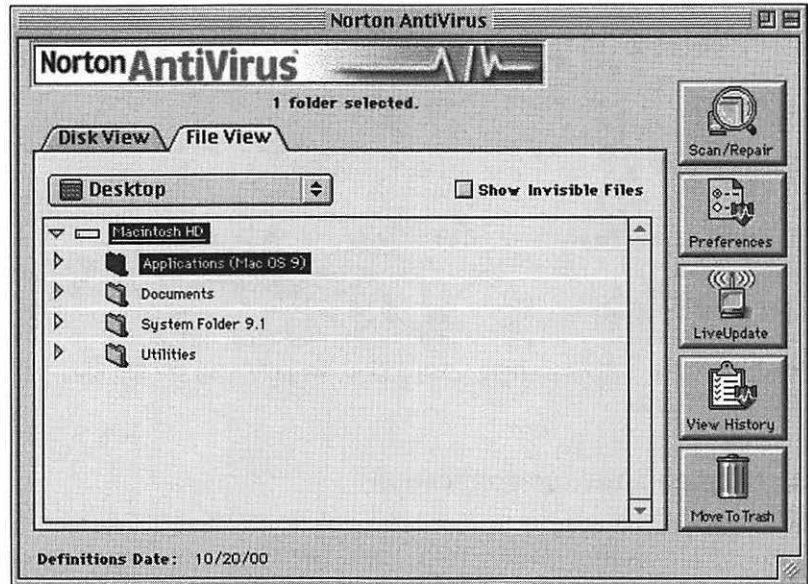 Norton AntiVirus
Norton AntiVirus
1 folder selected.
Disk View
File View
Desktop
Show Invisible Files
Macintosh HD
Applications (Mac OS 9)
Documents
System Folder 9.1
Utilities
Scan/Repair
Preferences
LiveUpdate
View History
Move To Trash
Definitions Date: 10/20/00